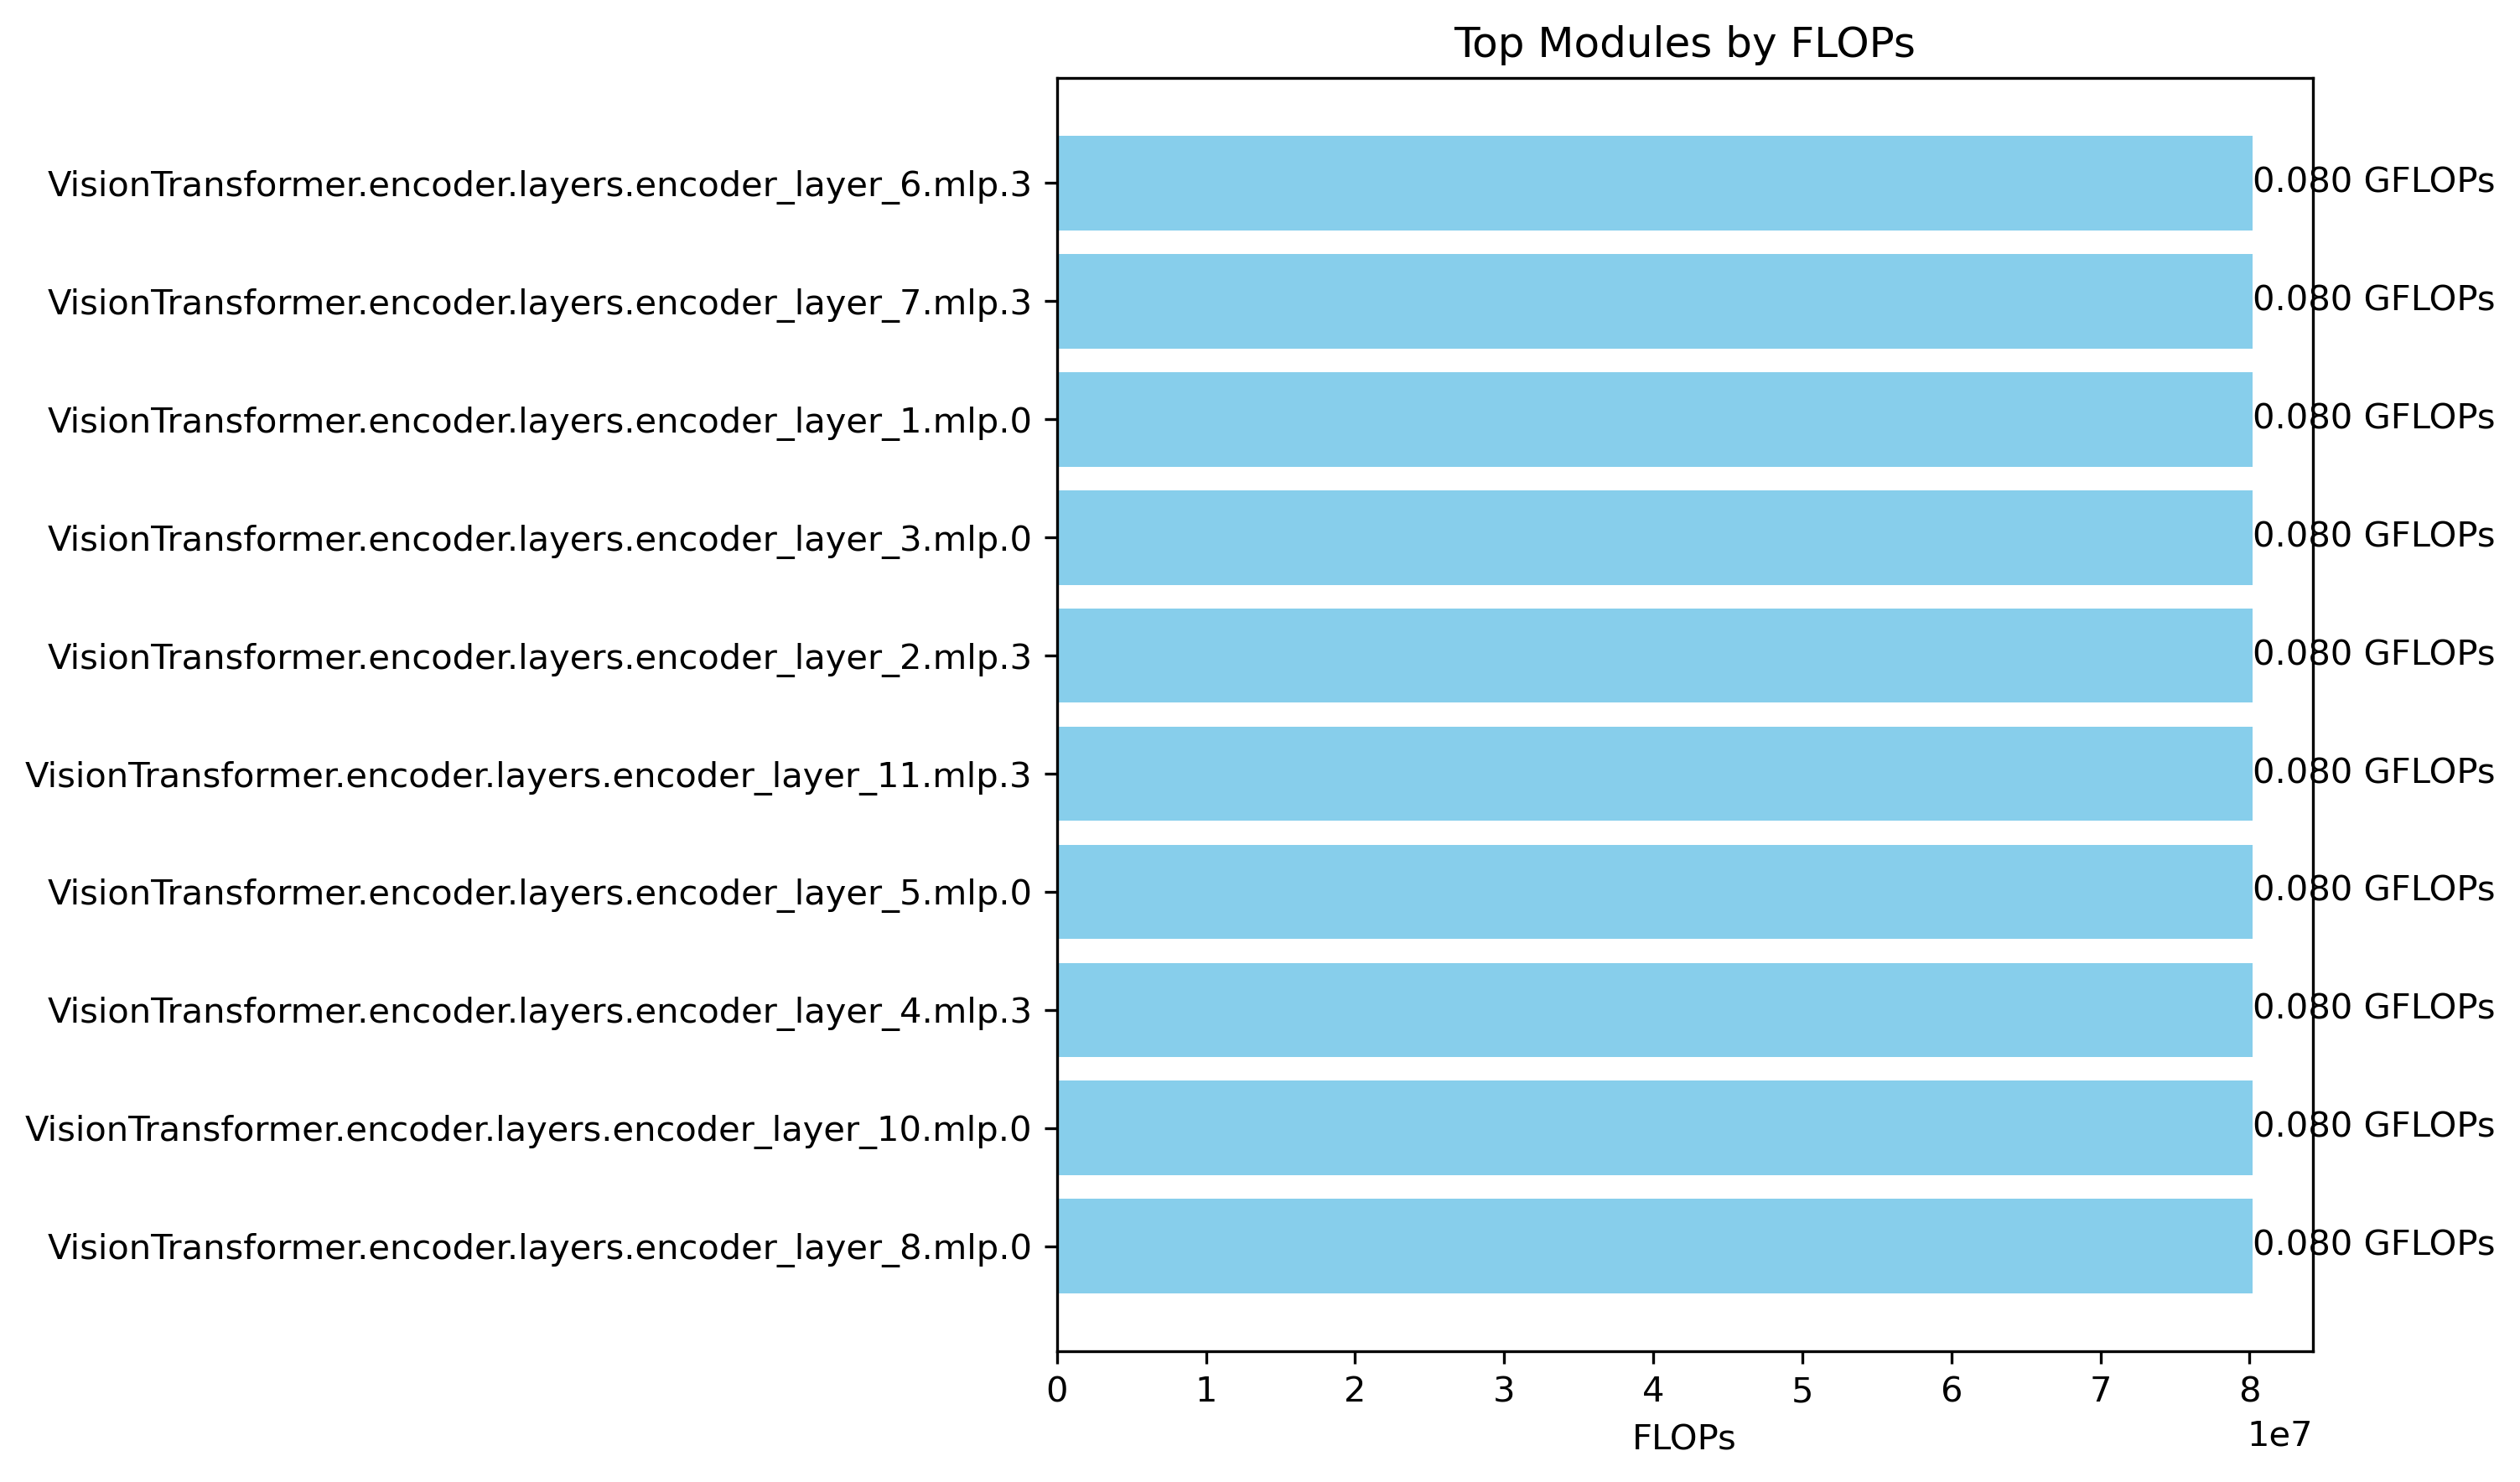 Top Modules by FLOPs
VisionTransformer.encoder.layers.encoder_layer_6.mlp.3 0.080 GFLOPs
VisionTransformer.encoder.layers.encoder_layer_7.mlp.3 0.080 GFLOPs
VisionTransformer.encoder.layers.encoder_layer_1.mlp.0 0.080 GFLOPs
VisionTransformer.encoder.layers.encoder_layer_3.mlp.0 0.080 GFLOPs
VisionTransformer.encoder.layers.encoder_layer_2.mlp.3 0.080 GFLOPs
VisionTransformer.encoder.layers.encoder_layer_11.mlp.3 0.080 GFLOPs
VisionTransformer.encoder.layers.encoder_layer_5.mlp.0 0.080 GFLOPs
VisionTransformer.encoder.layers.encoder_layer_4.mlp.3 0.080 GFLOPs
VisionTransformer.encoder.layers.encoder_layer_10.mlp.0 0.080 GFLOPs
VisionTransformer.encoder.layers.encoder_layer_8.mlp.0 0.080 GFLOPs
0 1 2 3 4 5 6 7 8
1e7
FLOPs